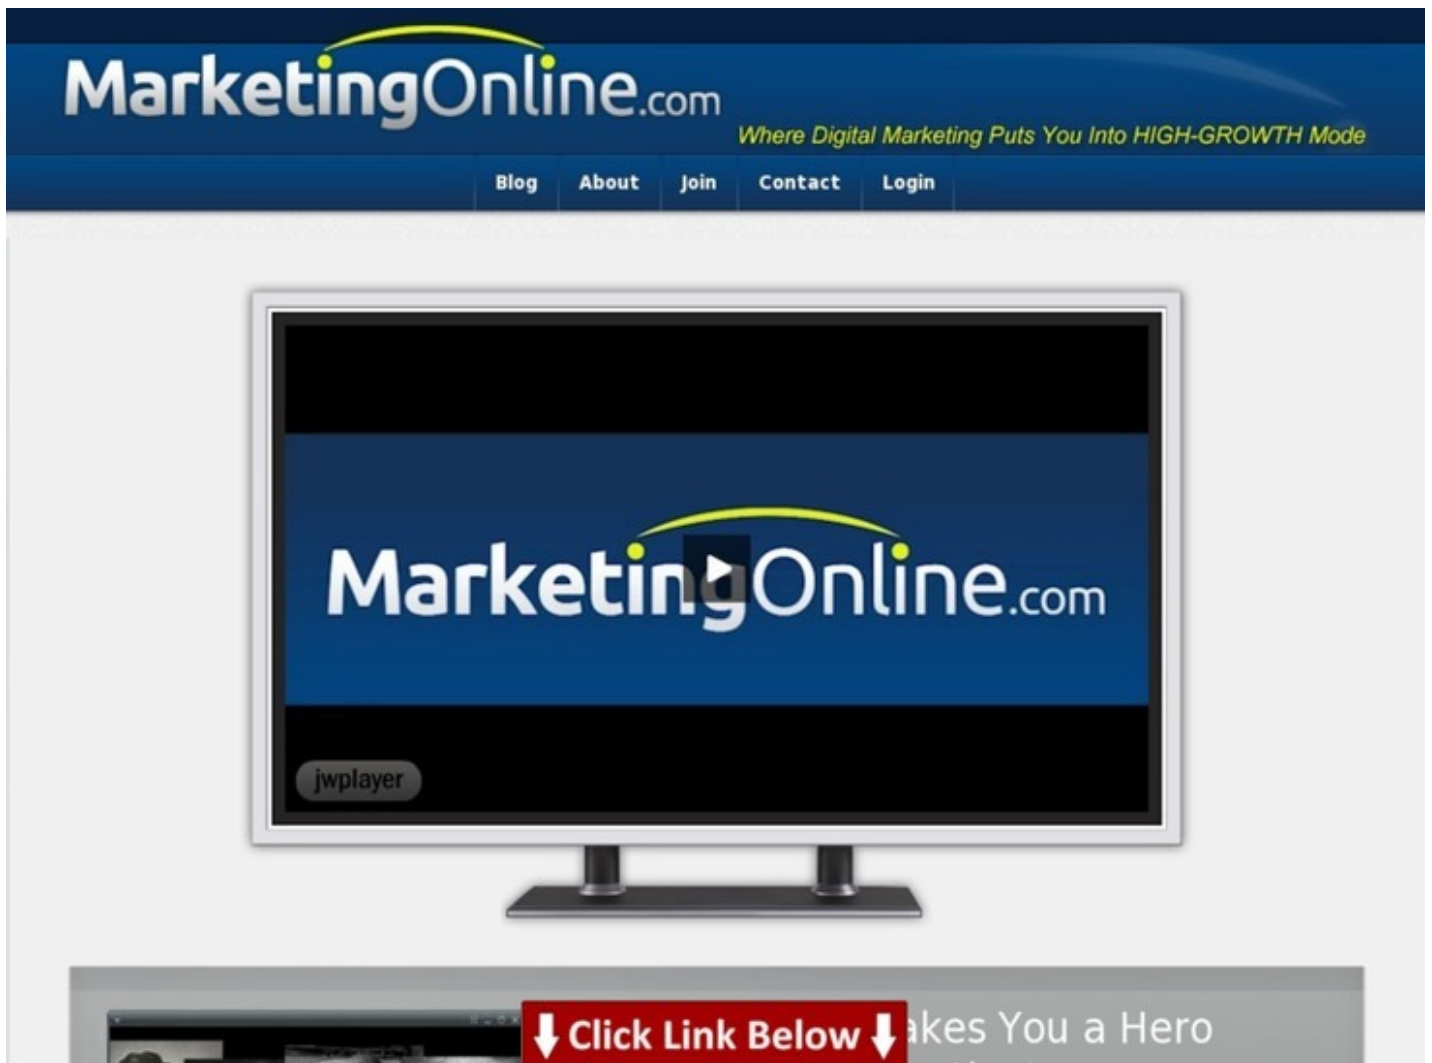 MarketingOnline.com
Where Digital Marketing Puts You Into HIGH-GROWTH Mode
Blog About Join Contact Login
MarketingOnline.com
jwplayer
Click Link Below
You a Hero